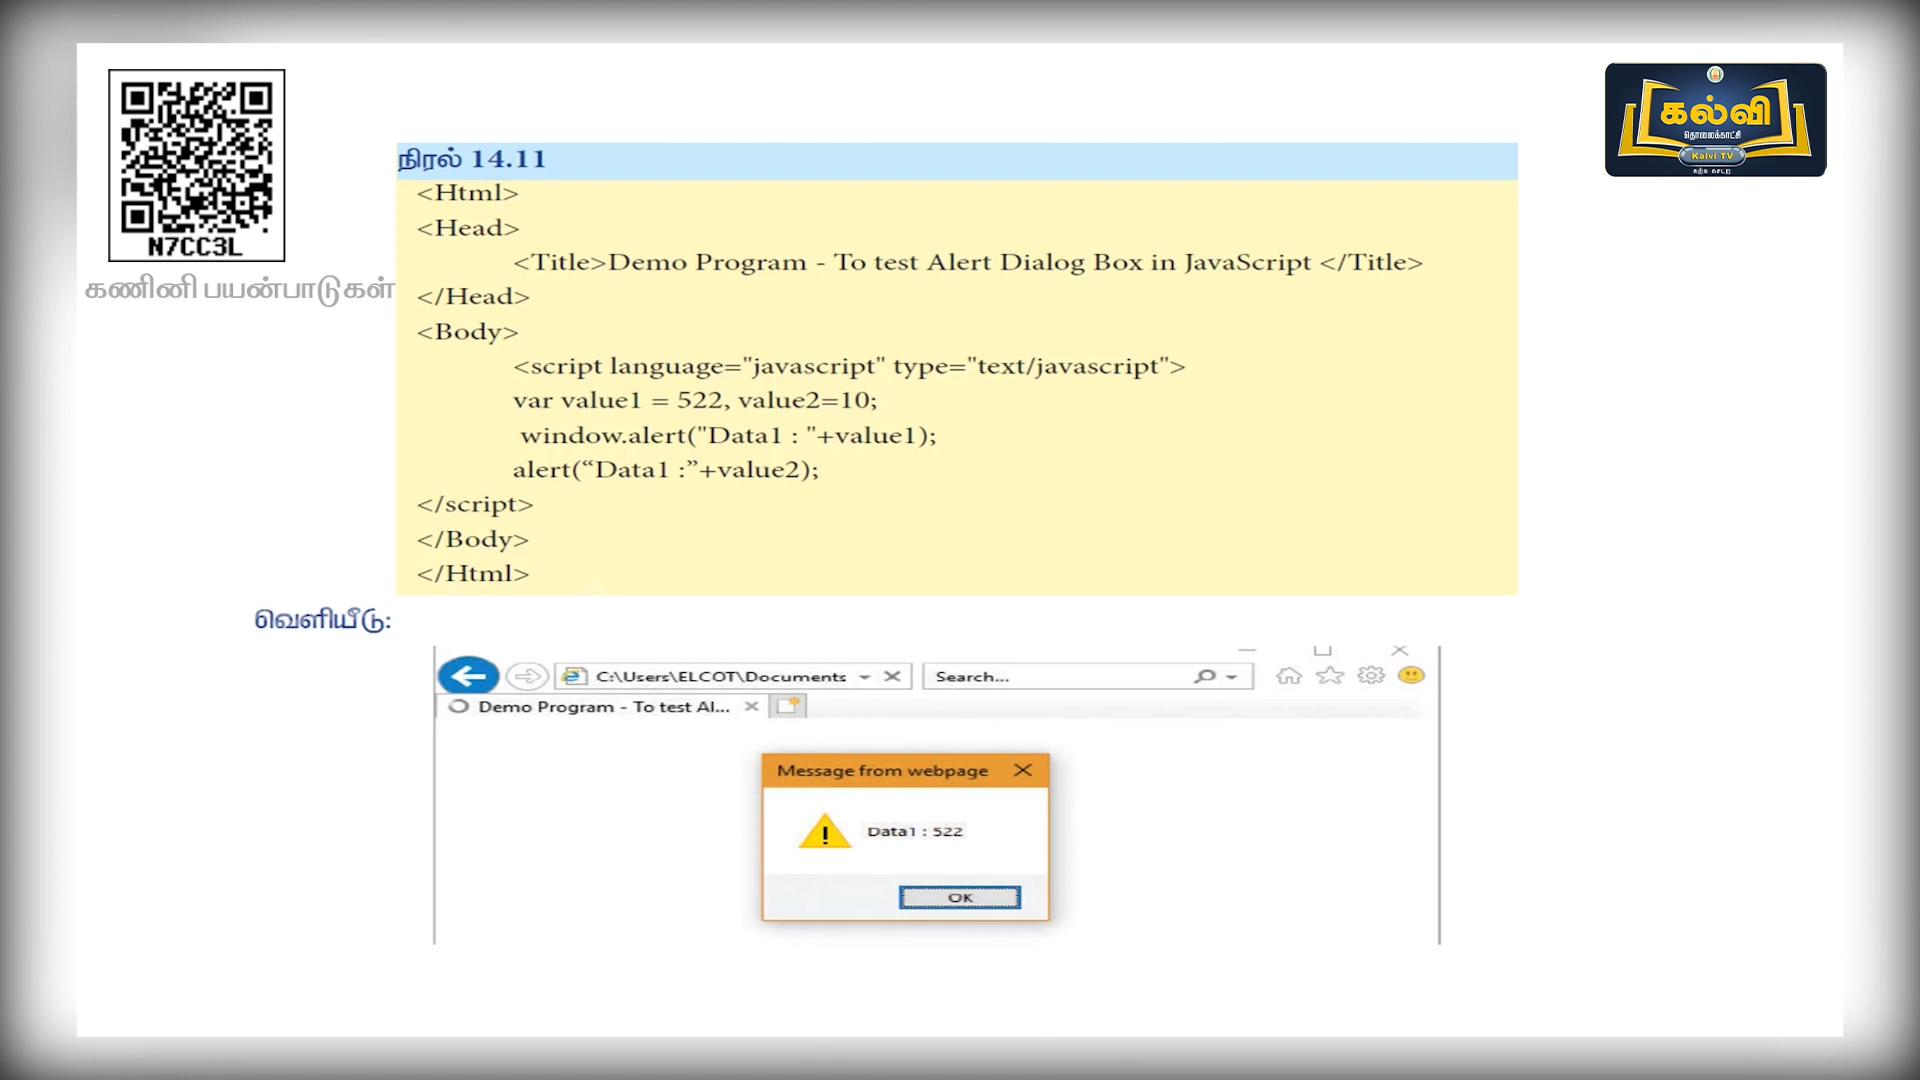 N7CC3L
கணினி பயன்பாடுகள்
கல்வி
தொலைக்காட்சி
Kalvi TV
கற்க கசடற
நிரல் 14.11
<Html>
<Head>
<Title>Demo Program - To test Alert Dialog Box in JavaScript </Title>
</Head>
<Body>
<script language="javascript" type="text/javascript">
var value1 = 522, value2=10;
window.alert("Data1 : "+value1);
alert(“Data1 :”+value2);
</script>
</Body>
</Html>
வெளியீடு:
C:\Users\ELCOT\Documents Search...
Demo Program - To test Al...
Message from webpage
Data1 : 522
OK